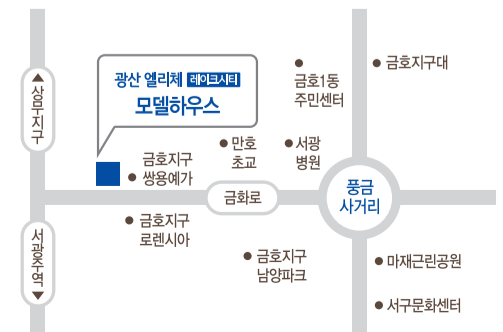 ▲
상무지구
서광주역
▼
광산 엘리체 레이크시티
모델하우스
금호지구
쌍용예가
만호
초교
서광
병원
금호1동
주민센터
금호지구대
금화로
풍금
사거리
금호지구
로렌시아
금호지구
남양파크
마재근린공원
서구문화센터